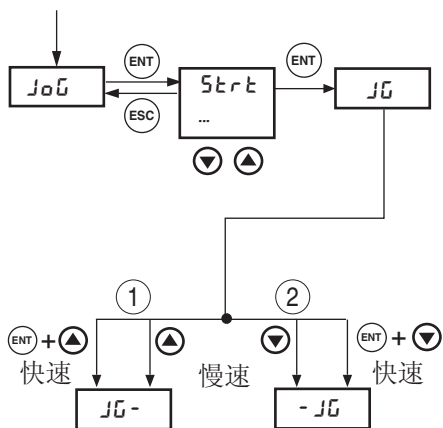 ENT
ENT
JoG
Strt
...
JG
ESC
1
2
ENT +
ENT +
快速
慢速
快速
JG-
-JG